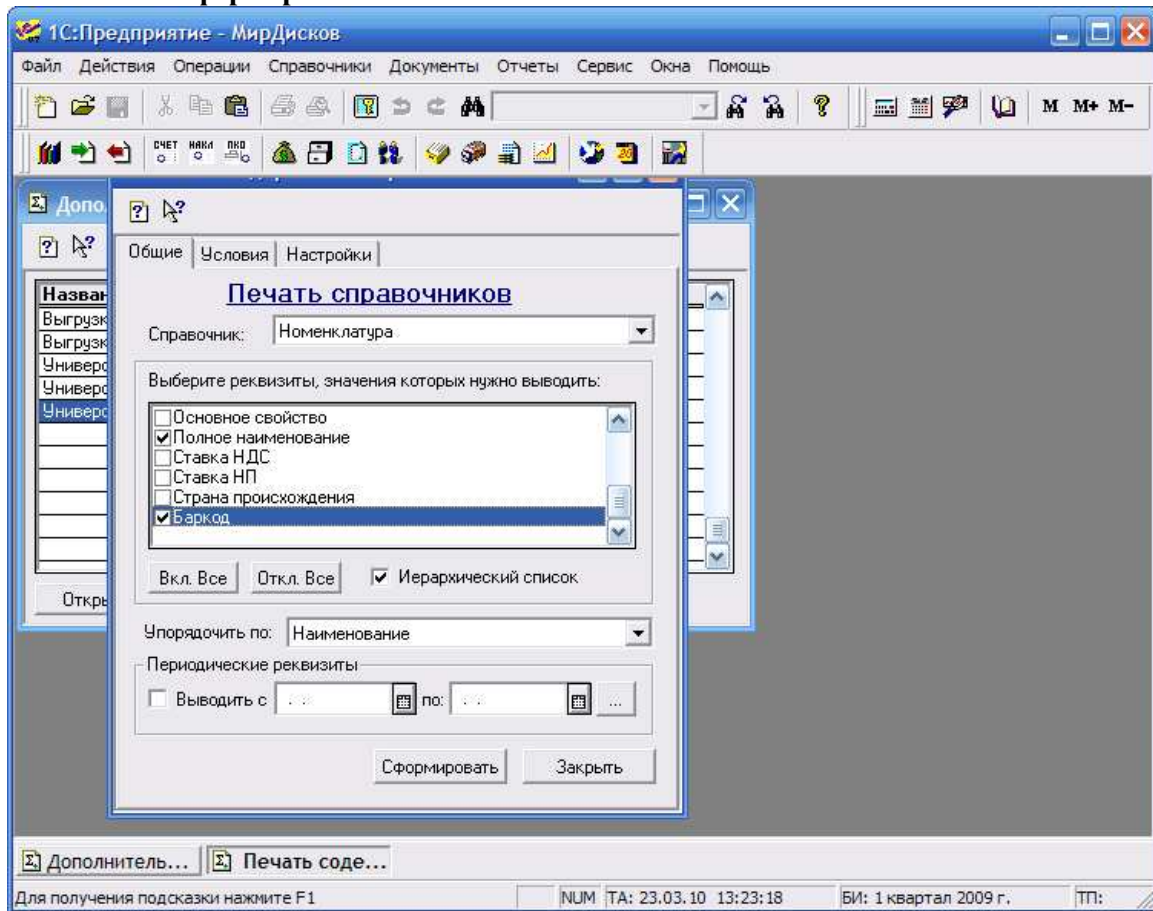 1С:Предприятие - МирДисков
Файл Действия Операции Справочники Документы Отчеты Сервис Окна Помощь
M M+ M-
СЧЕТ НАКЛ ПКО
Допо
Общие Условия Настройки
Назван
Печать справочников
Выгрузк
Справочник: Номенклатура
Выгрузк
Универс
Выберите реквизиты, значения которых нужно выводить:
Универс
Универс
Основное свойство
Полное наименование
Ставка НДС
Ставка НП
Страна происхождения
Баркод
Вкл. Все Откл. Все Иерархический список
Откры
Упорядочить по: Наименование
Периодические реквизиты
Выводить с . . по: . . ...
Сформировать Закрыть
Дополнитель... Печать соде...
Для получения подсказки нажмите F1 NUM ТА: 23.03.10 13:23:18 БИ: 1 квартал 2009 г. ТП: